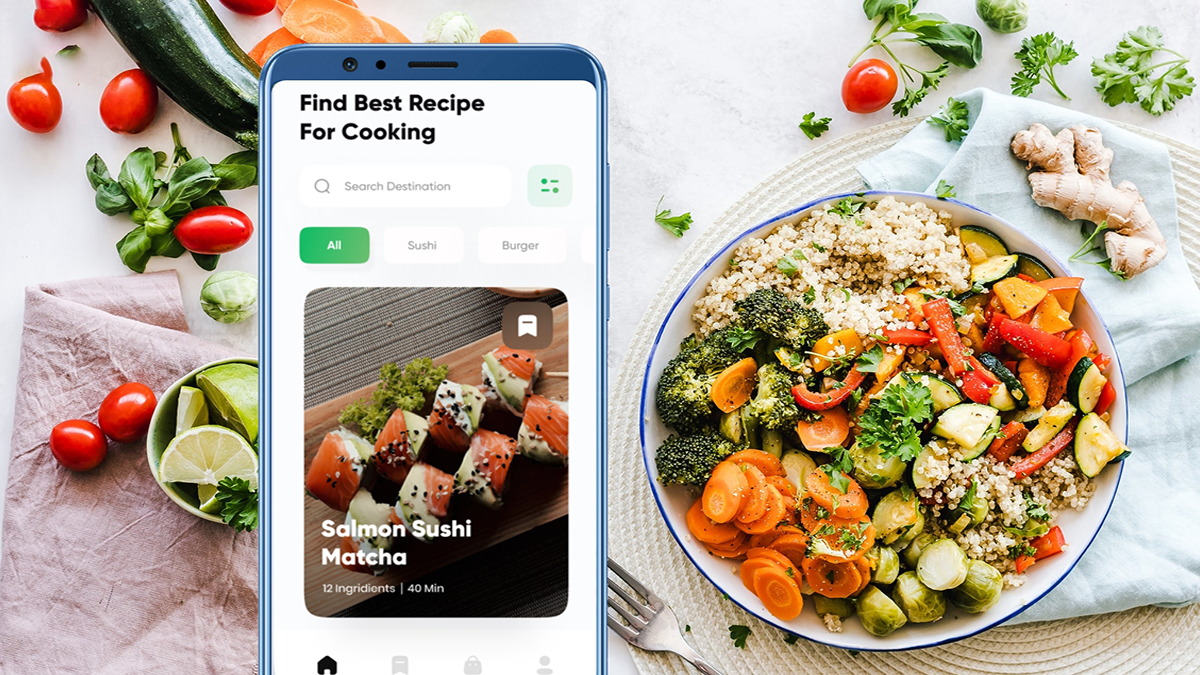 Find Best Recipe
For Cooking
Search Destination
All
Sushi
Burger
Salmon Sushi
Matcha
12 Ingridients | 40 Min